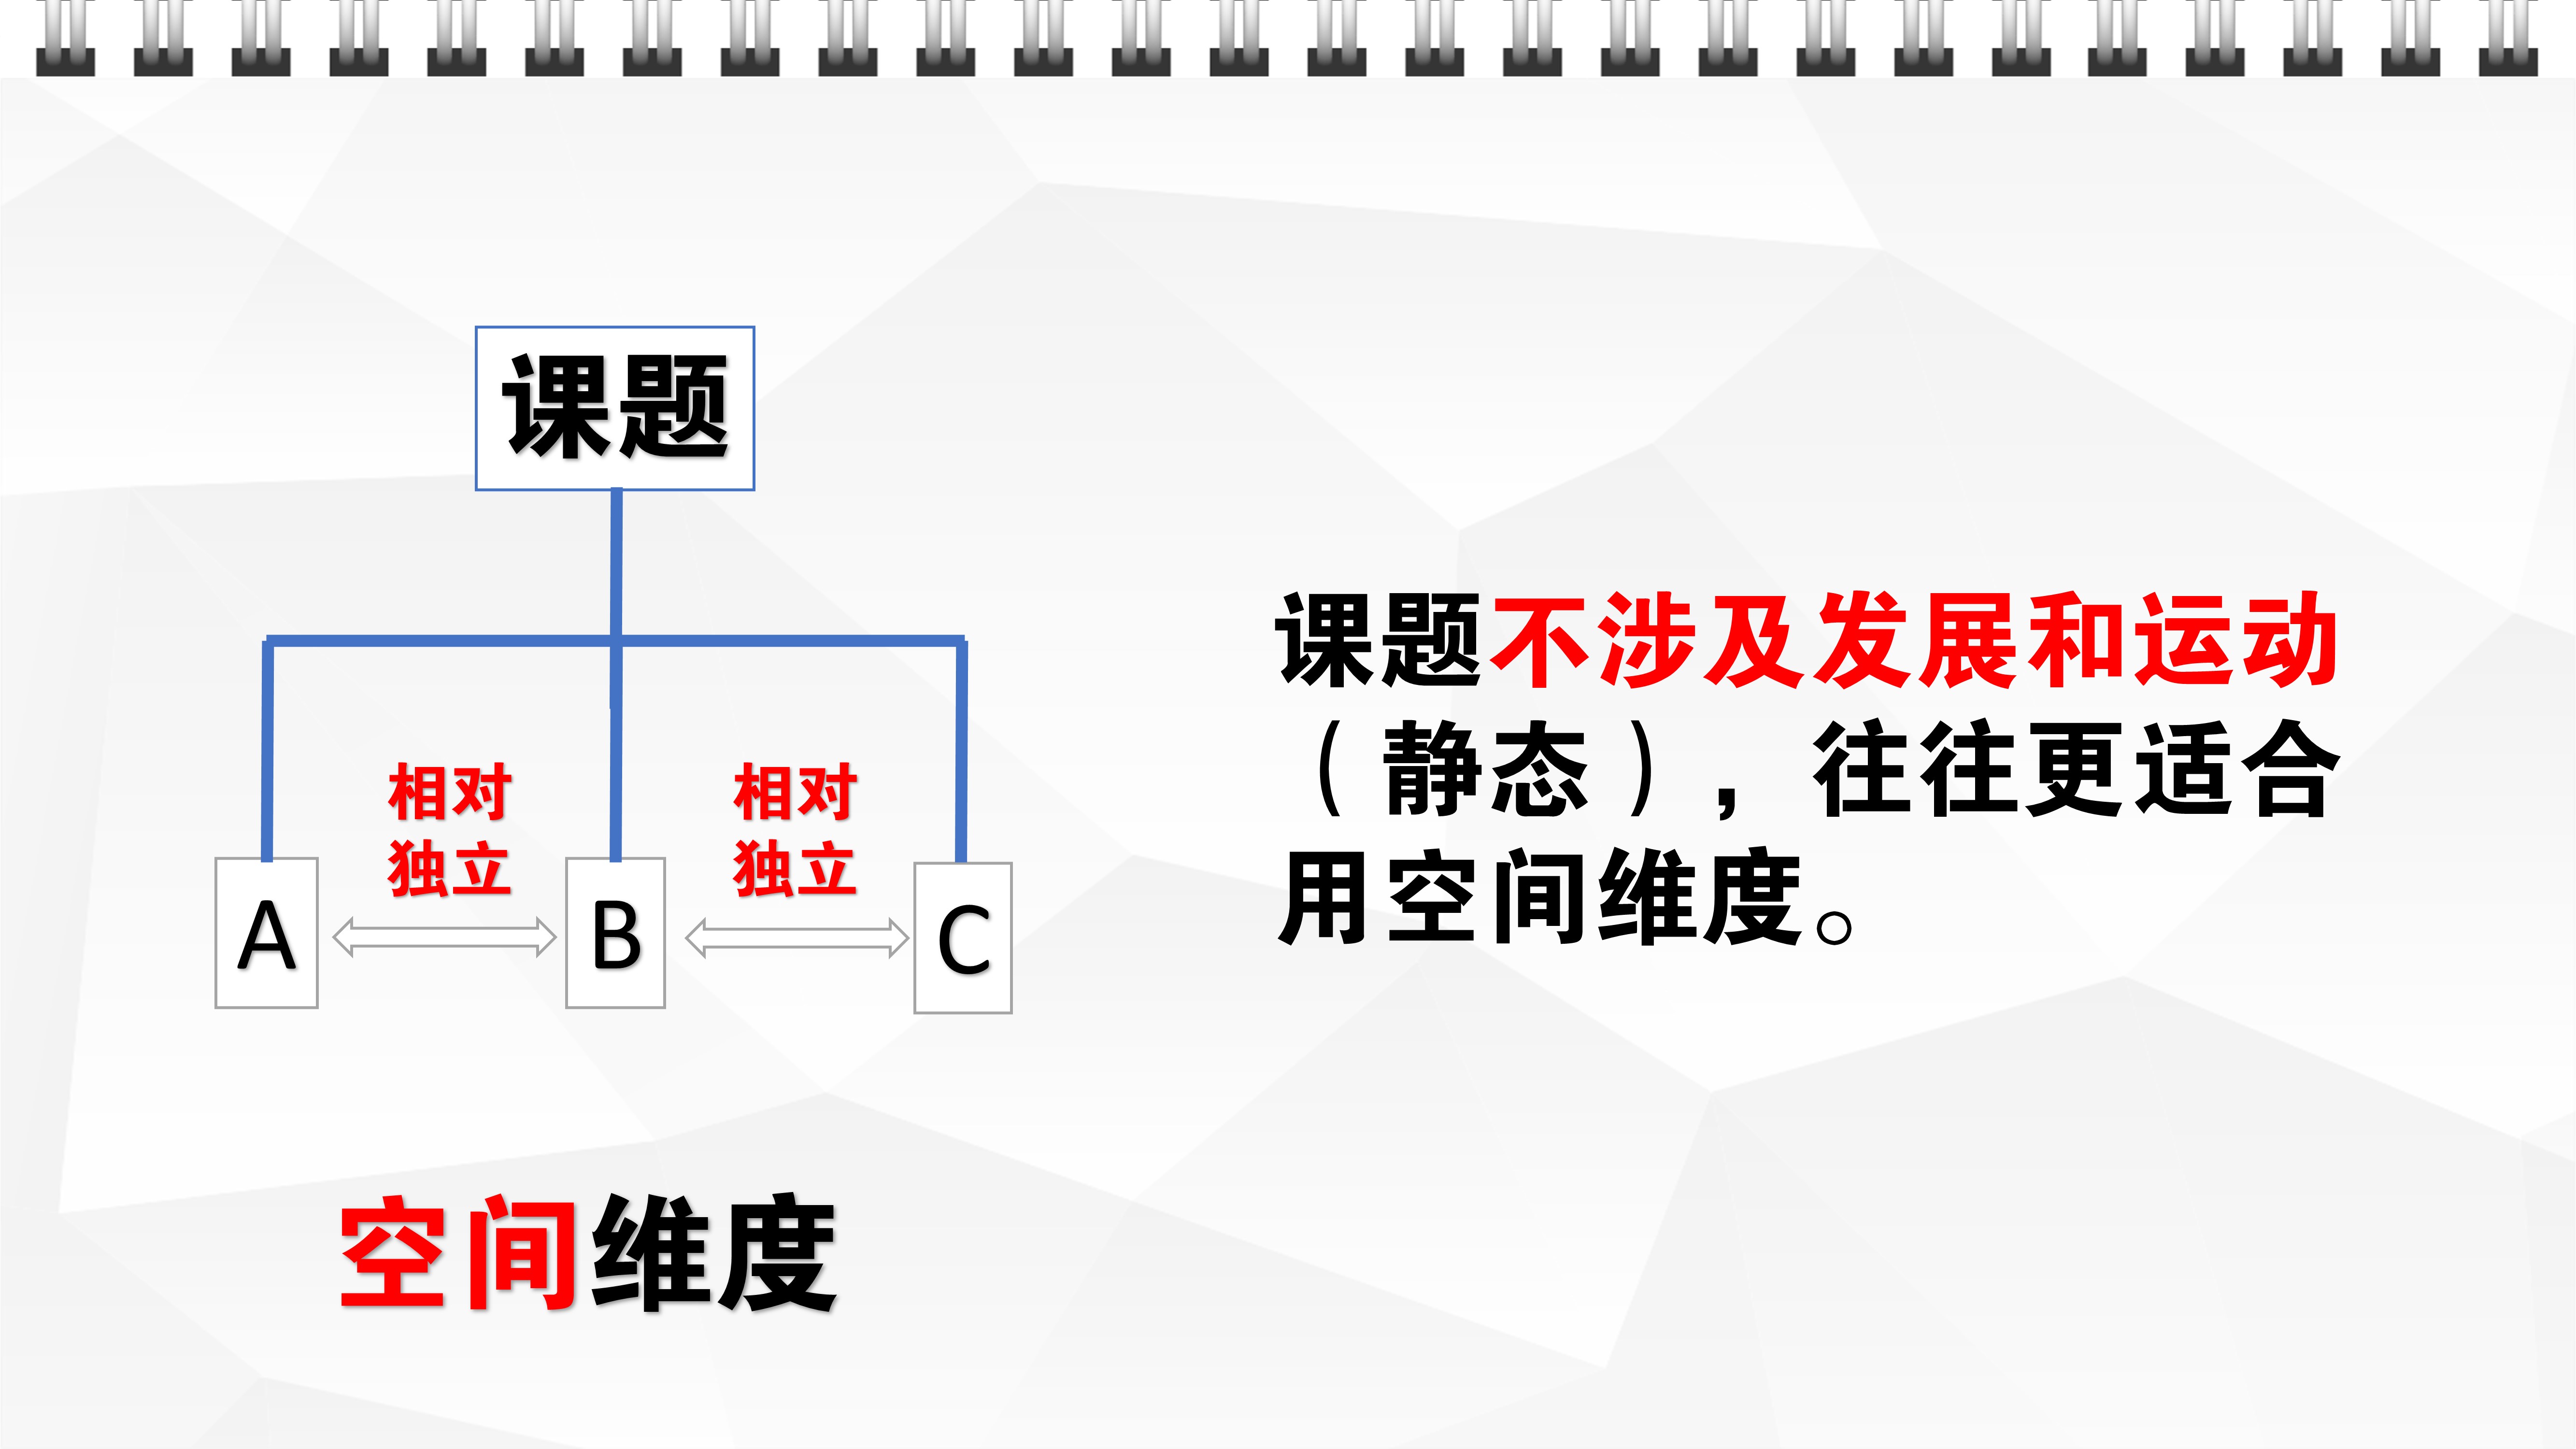 课题
相对
独立
相对
独立
A
B
C
空间维度
课题不涉及发展和运动
（静态），往往更适合
用空间维度。